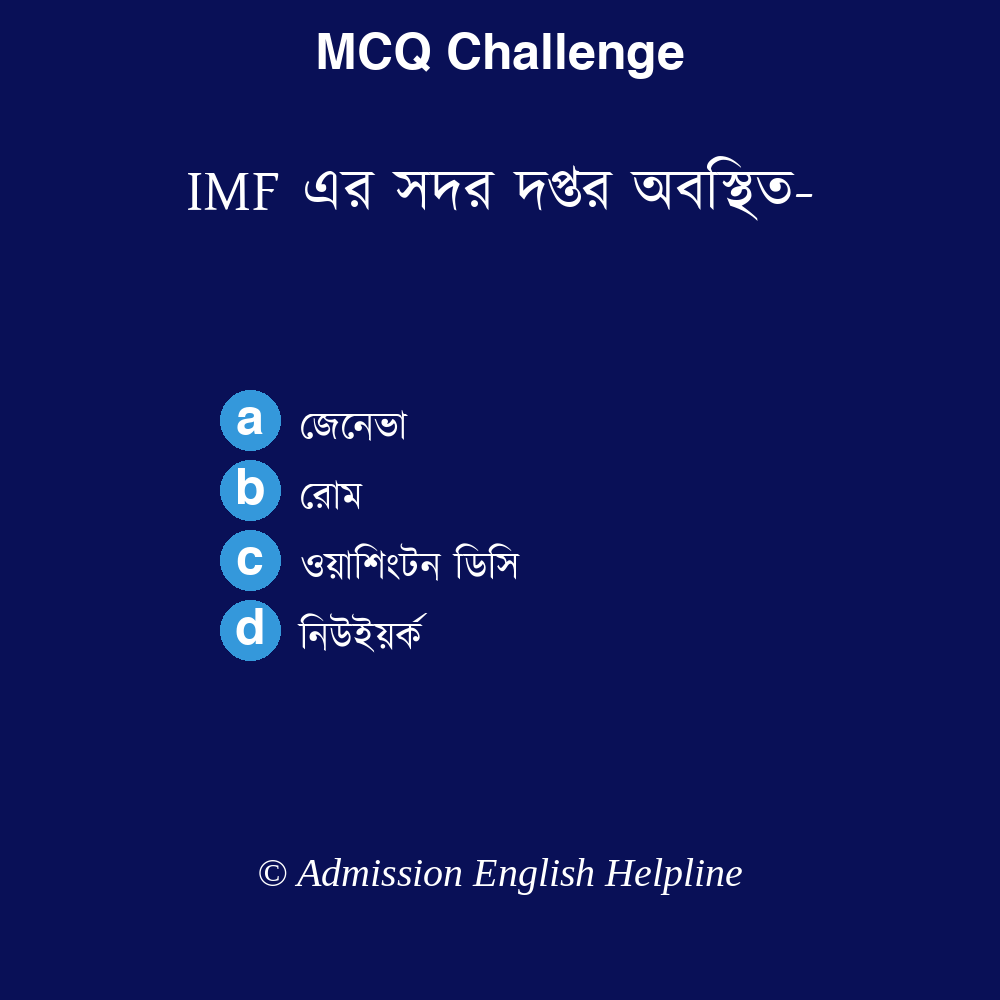 MCQ Challenge
IMF এর সদর দপ্তর অবস্থিত-
a জেনেভা
b রোম
c ওয়াশিংটন ডিসি
d নিউইয়র্ক
© Admission English Helpline